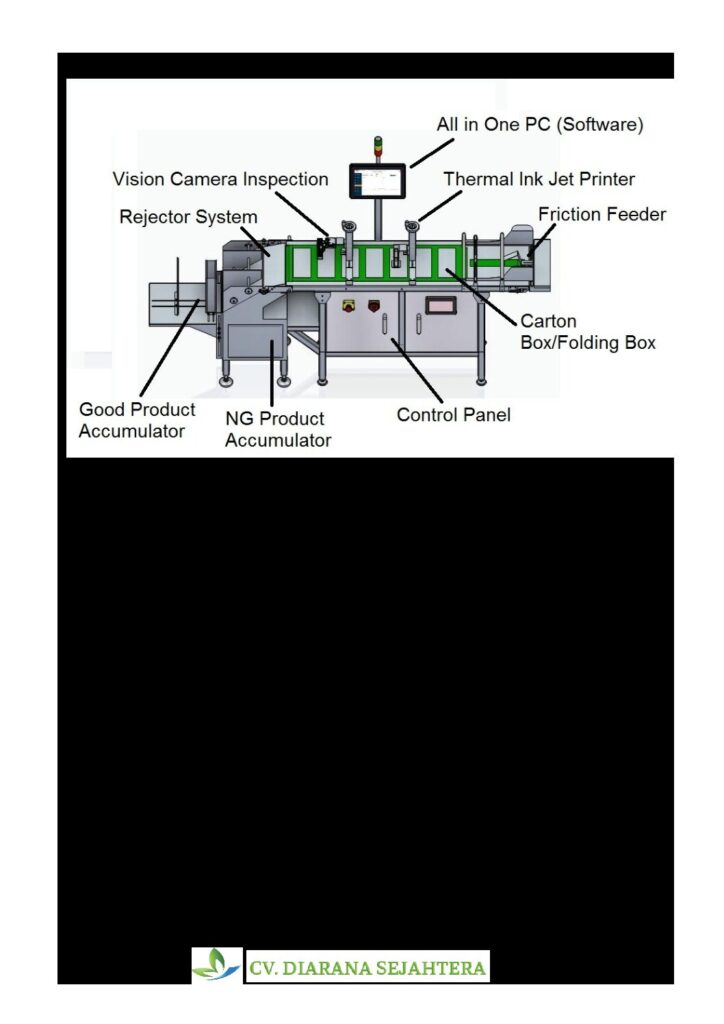 All in One PC (Software)
Vision Camera Inspection
Thermal Ink Jet Printer
Rejector System
Friction Feeder
Carton
Box/Folding Box
Good Product
Accumulator
NG Product
Accumulator
Control Panel
CV. DIARANA SEJAHTERA